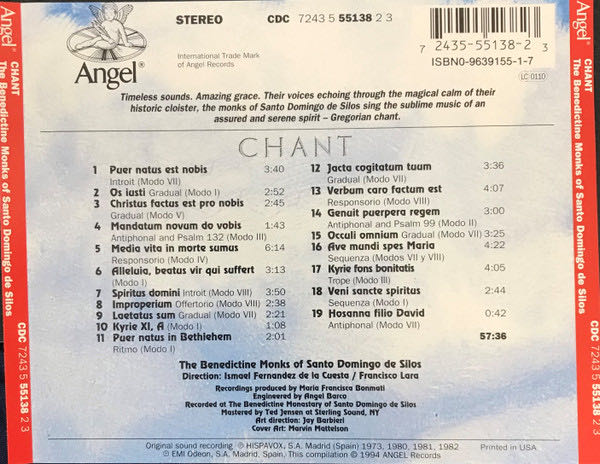 Angel®
CHANT
The Benedictine Monks of Santo Domingo de Silos
CDC 7243 5 55138 2 3
Angel®
STEREO
CDC 7243 5 55138 2 3
International Trade Mark
of Angel Records
7 2435-55138-2 3
ISBN0-9639155-1-7
LC 0110
Timeless sounds. Amazing grace. Their voices echoing through the magical calm of their
historic cloister, the monks of Santo Domingo de Silos sing the sublime music of an
assured and serene spirit – Gregorian chant.
CHANT
1 Puer natus est nobis 3:40
Introit (Modo VII)
2 Os iusti Gradual (Modo I) 2:52
3 Christus factus est pro nobis 2:45
Gradual (Modo V)
4 Mandatum novum do vobis 1:43
Antiphonal and Psalm 132 (Modo III)
5 Media vita in morte sumus 6:14
Responsorio (Modo IV)
6 Alleluia, beatus vir qui suffert 3:13
(Modo I)
7 Spiritus domini Introit (Modo VIII) 3:50
8 Improperium Offertorio (Modo VIII) 2:38
9 Laetatus sum Gradual (Modo VII) 2:21
10 Kyrie XI, A (Modo I) 1:08
11 Puer natus in Bethlehem 2:01
Ritmo (Modo I)
12 Jacta cogitatum tuum 3:36
Gradual (Modo VII)
13 Verbum caro factum est 4:07
Responsorio (Modo VIII)
14 Genuit puerpera regem 3:00
Antiphonal and Psalm 99 (Modo II)
15 Occuli omnium Gradual (Modo VII) 3:25
16 Ave mundi spes Maria 4:22
Sequenza (Modos VII y VIII)
17 Kyrie fons bonitatis 4:05
Trope (Modo III)
18 Veni sancte spiritus 2:44
Sequenza (Modo I)
19 Hosanna filio David 0:42
Antiphonal (Modo VII)
57:36
The Benedictine Monks of Santo Domingo de Silos
Direction: Ismael Fernandez de la Cuesta / Francisco Lara
Recordings produced by Maria Francisca Bonmati
Engineered by Angel Barco
Recorded at The Benedictine Monastary of Santo Domingo de Silos
Mastered by Ted Jensen at Sterling Sound, NY
Art direction: Jay Barbieri
Cover Art: Marvin Mattelson
Original sound recording ℗ HISPAVOX, S.A. Madrid (Spain) 1973, 1980, 1981, 1982
℗ EMI Odeon, S.A. Madrid (Spain). This compilation © 1994 ANGEL Records
Printed in USA
Angel®
CHANT
The Benedictine Monks of Santo Domingo de Silos
CDC 7243 5 55138 2 3